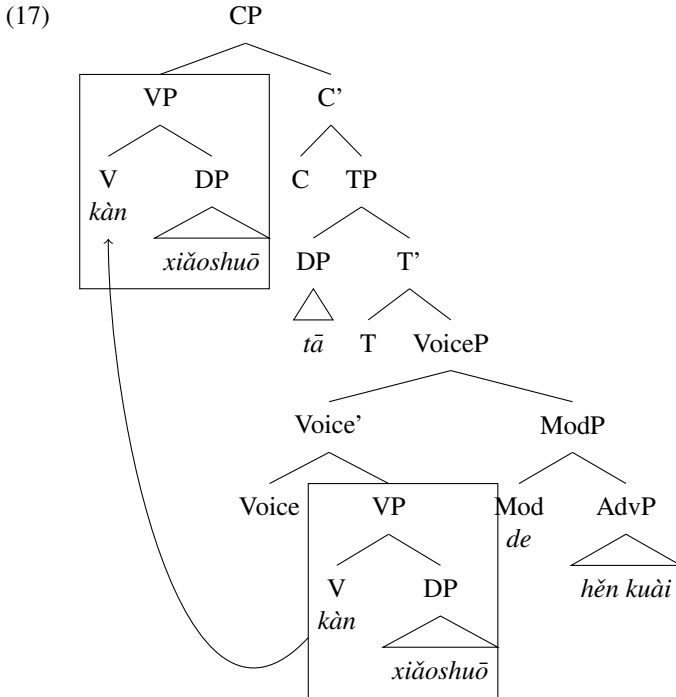 (17) CP
VP C’
V DP C TP
kàn
xiǎoshuō DP T’
tā T VoiceP
Voice’ ModP
Voice VP Mod AdvP
de
V DP hěn kuài
kàn
xiǎoshuō